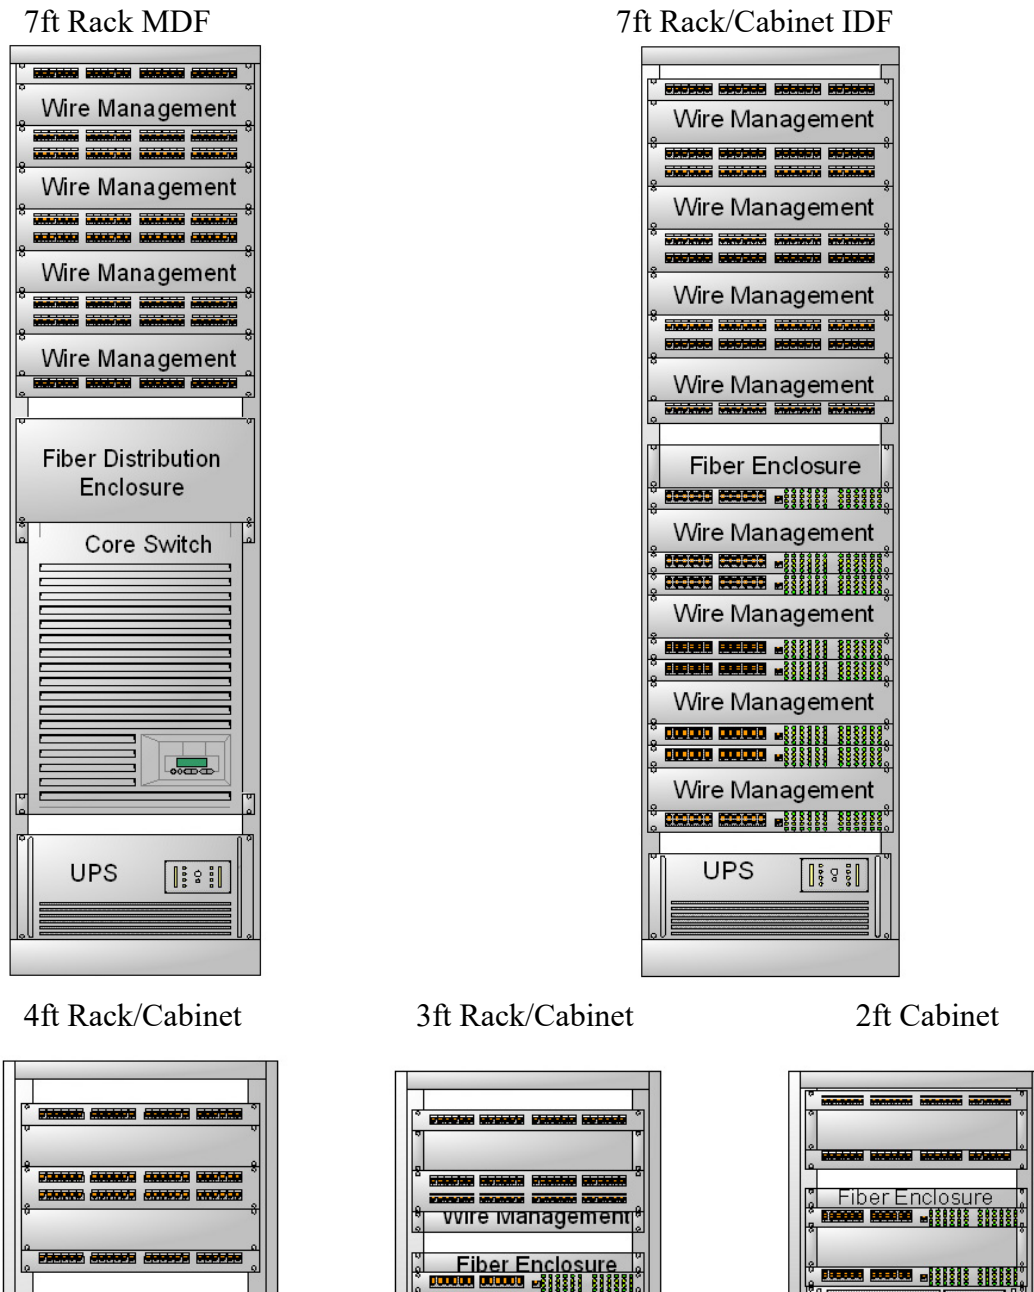 7ft Rack MDF
7ft Rack/Cabinet IDF
Wire Management
Wire Management
Wire Management
Wire Management
Fiber Distribution
Enclosure
Core Switch
UPS
Wire Management
Wire Management
Wire Management
Wire Management
Fiber Enclosure
Wire Management
Wire Management
Wire Management
Wire Management
UPS
4ft Rack/Cabinet
3ft Rack/Cabinet
2ft Cabinet
Wire Management
Fiber Enclosure
Fiber Enclosure